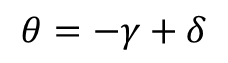 θ = −γ + δ